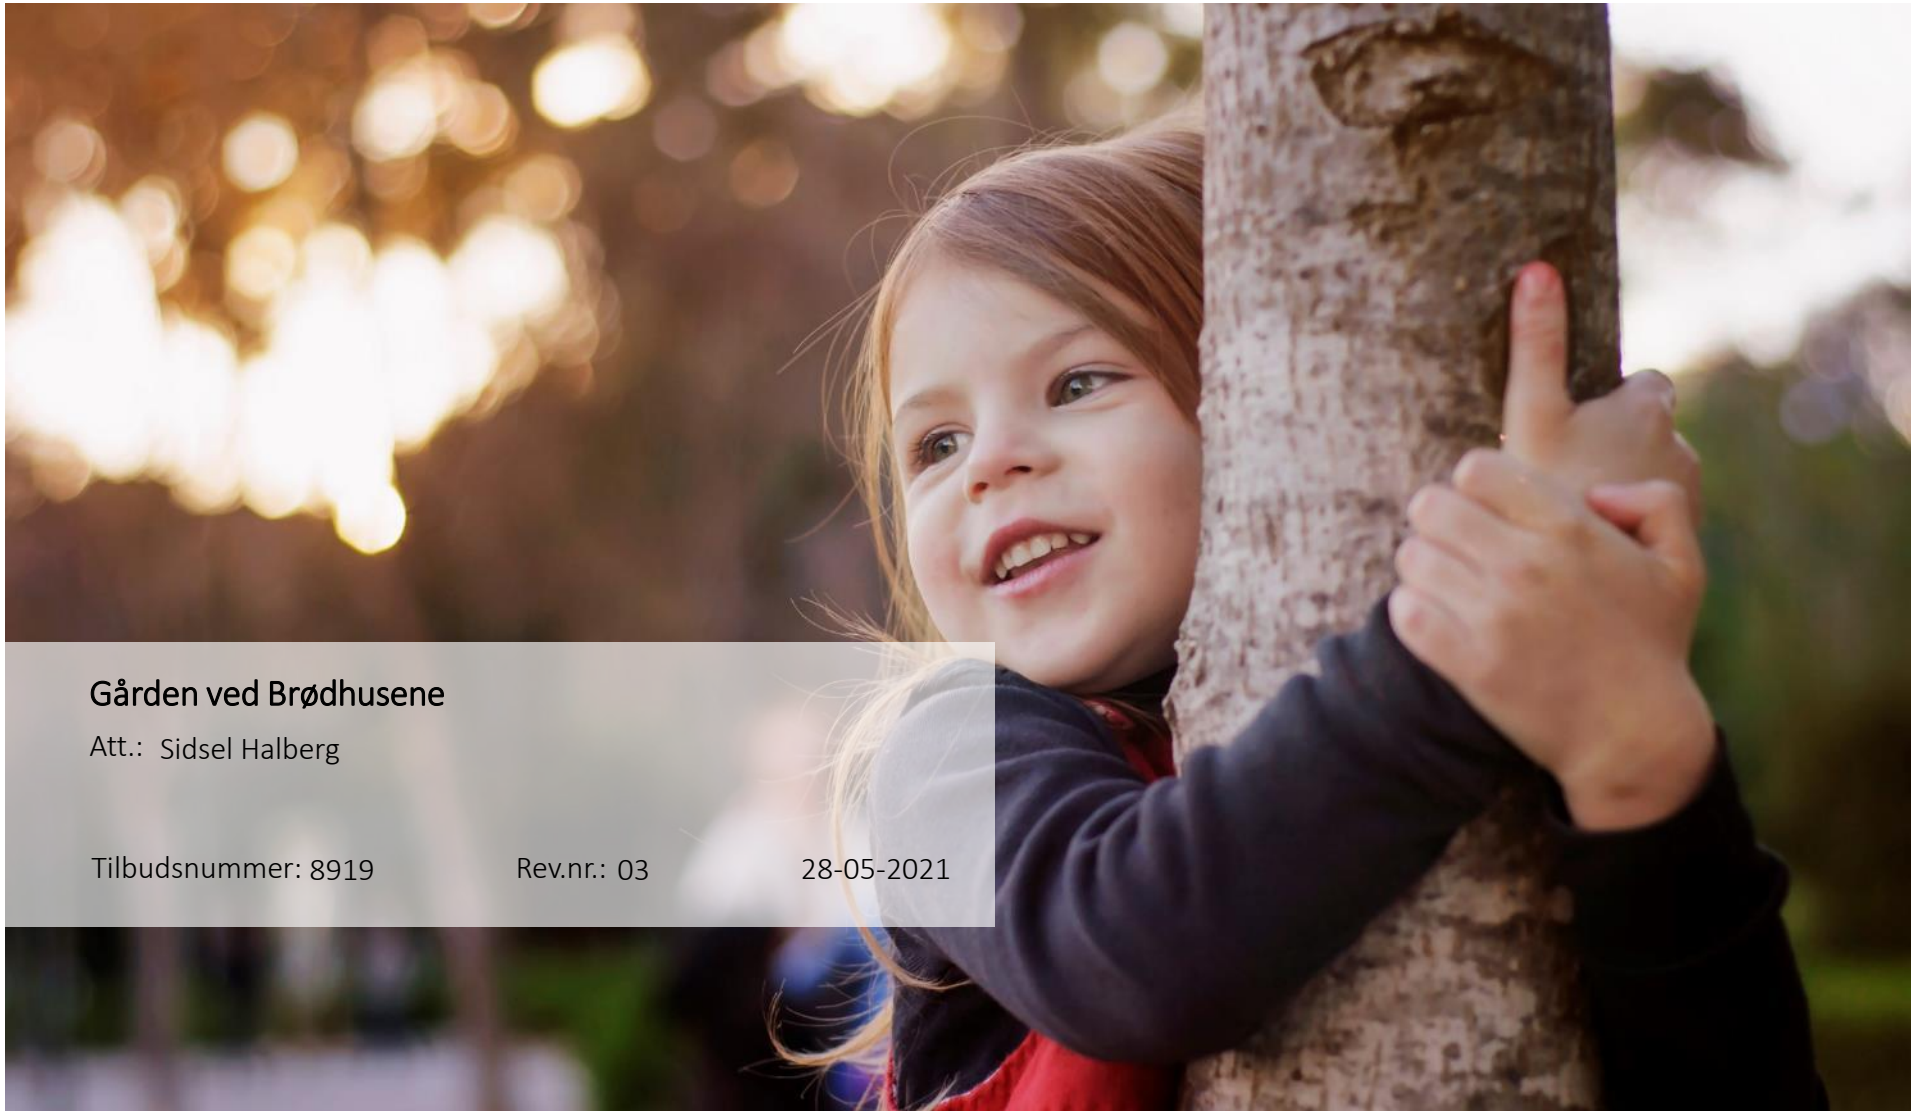 Gården ved Brødhusene
Att.: Sidsel Halberg
Tilbudsnummer: 8919 Rev.nr.: 03 28-05-2021